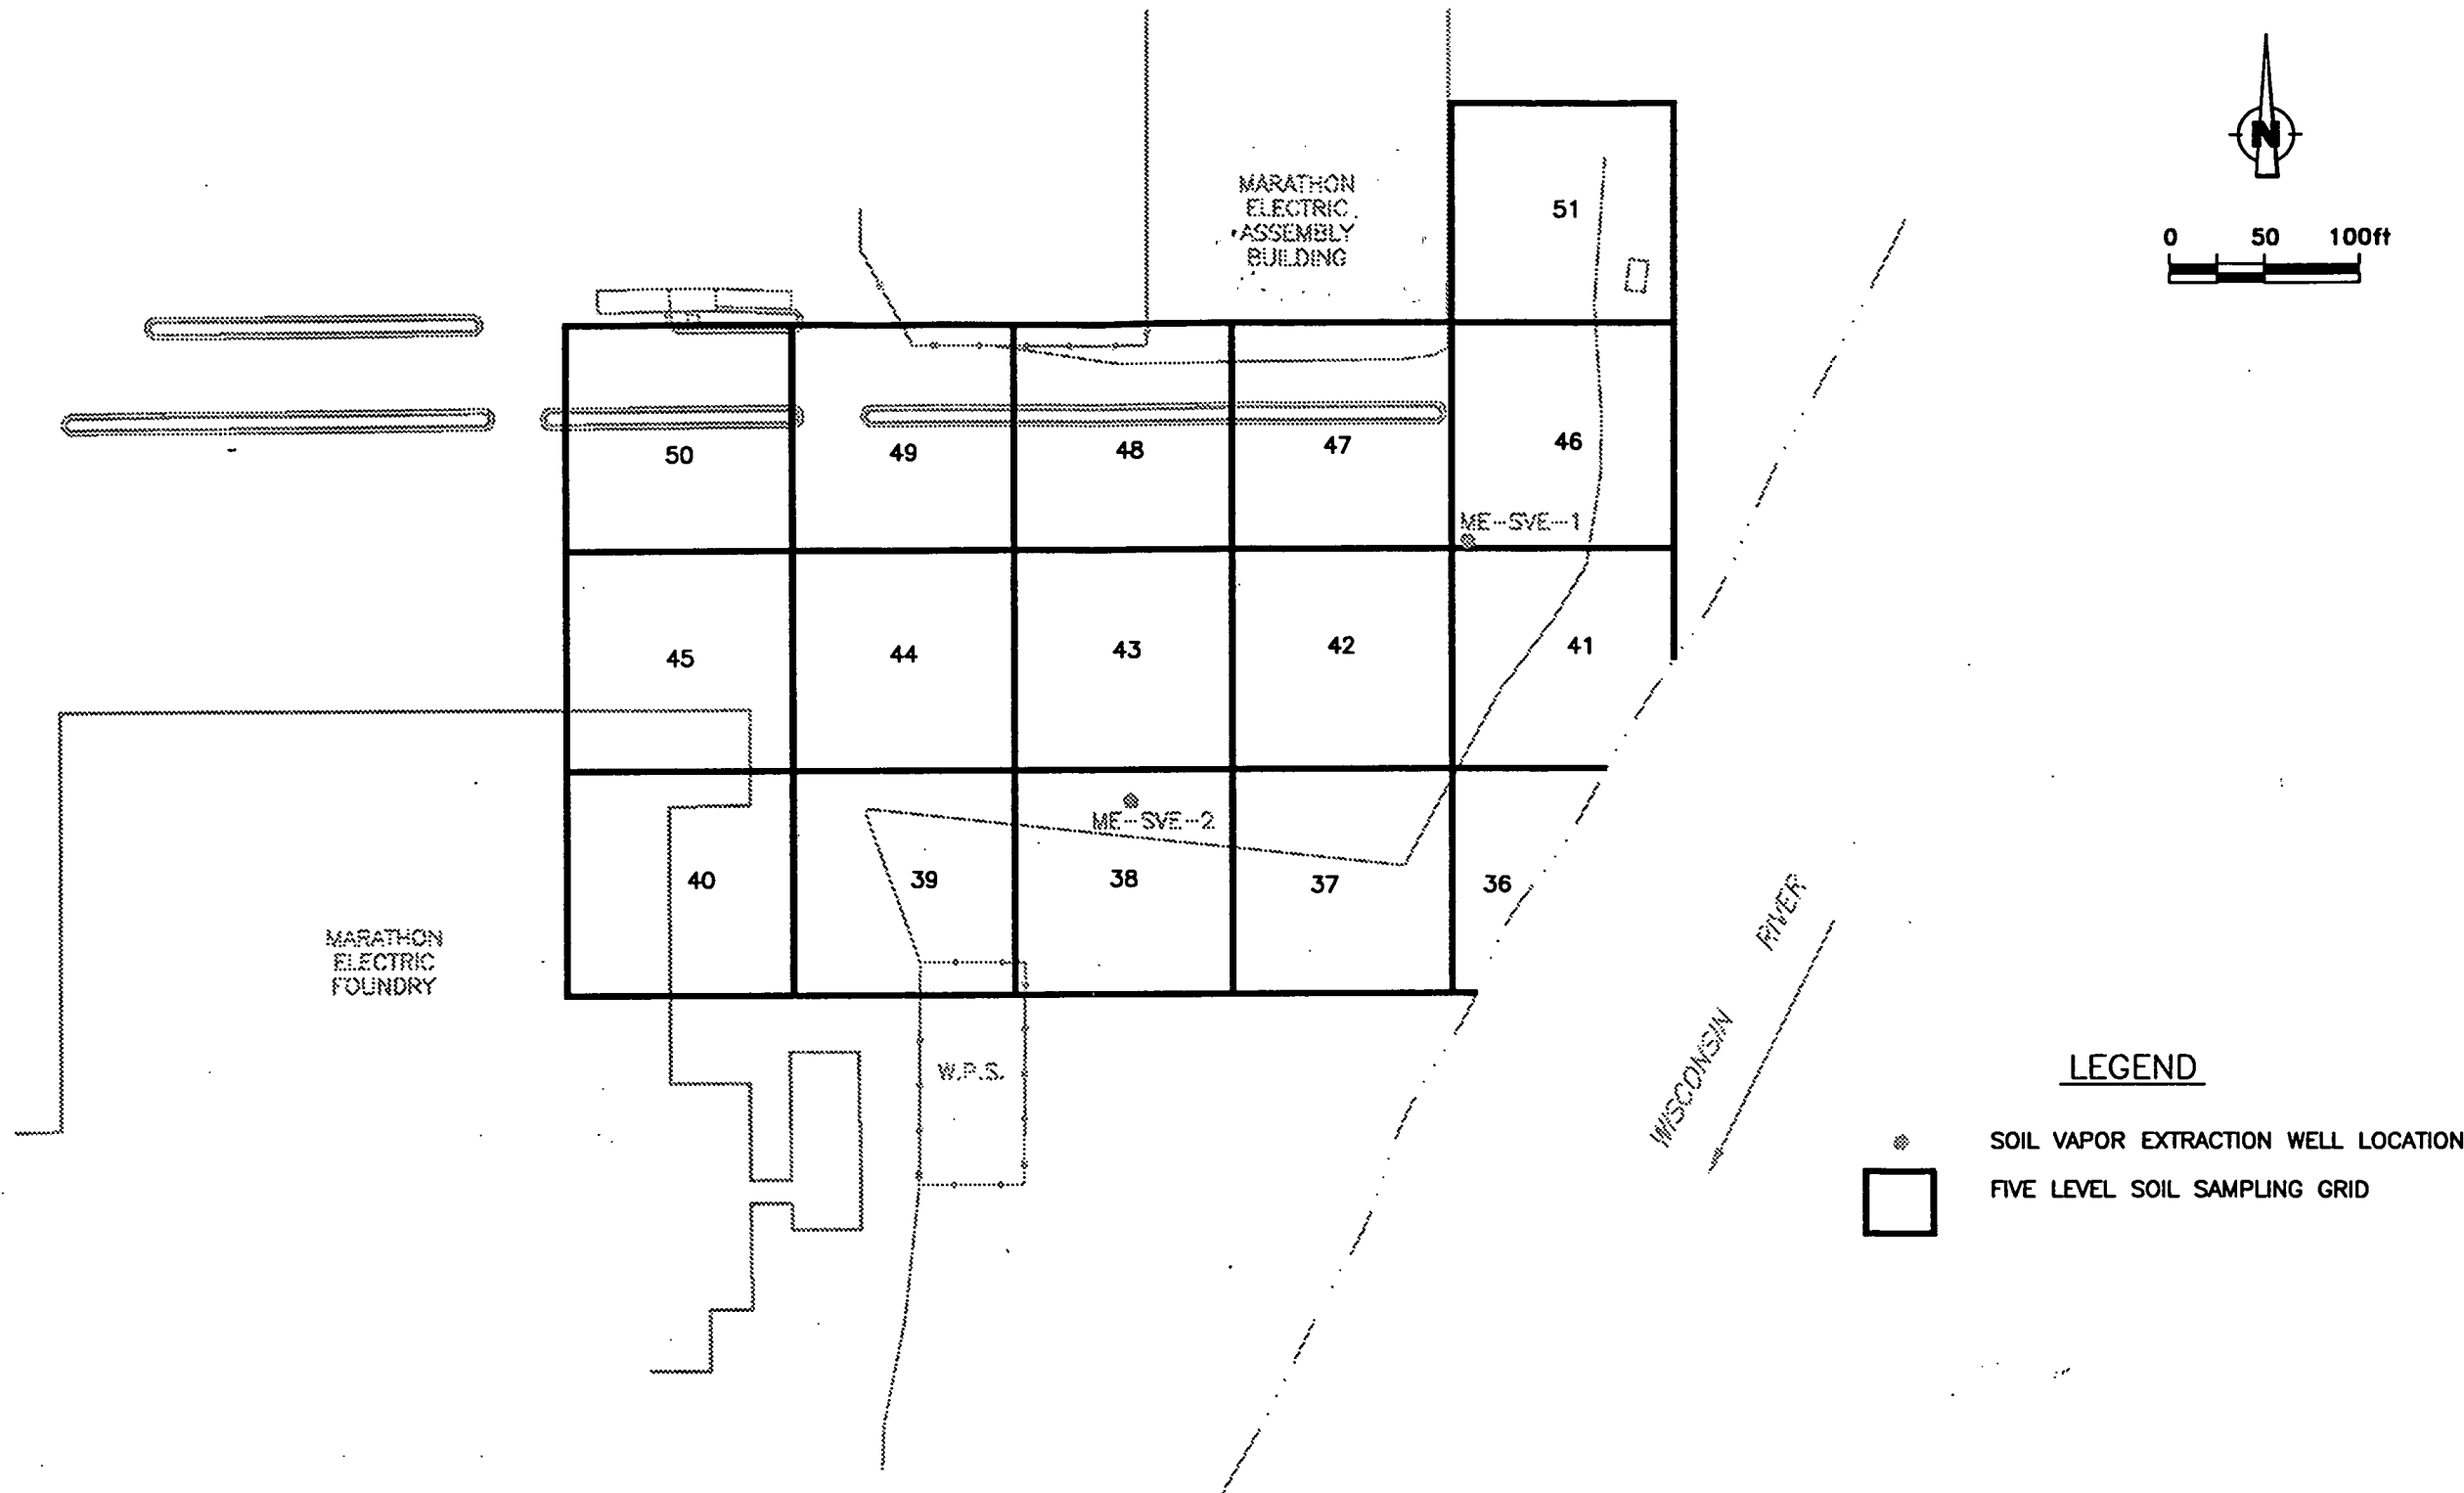 N
0 50 100ft
MARATHON
ELECTRIC
ASSEMBLY
BUILDING
51
50
49
48
47
46
ME-SVE-1
45
44
43
42
41
ME-SVE-2
40
39
38
37
36
MARATHON
ELECTRIC
FOUNDRY
W.P.S.
WISCONSIN RIVER
LEGEND
SOIL VAPOR EXTRACTION WELL LOCATION
FIVE LEVEL SOIL SAMPLING GRID